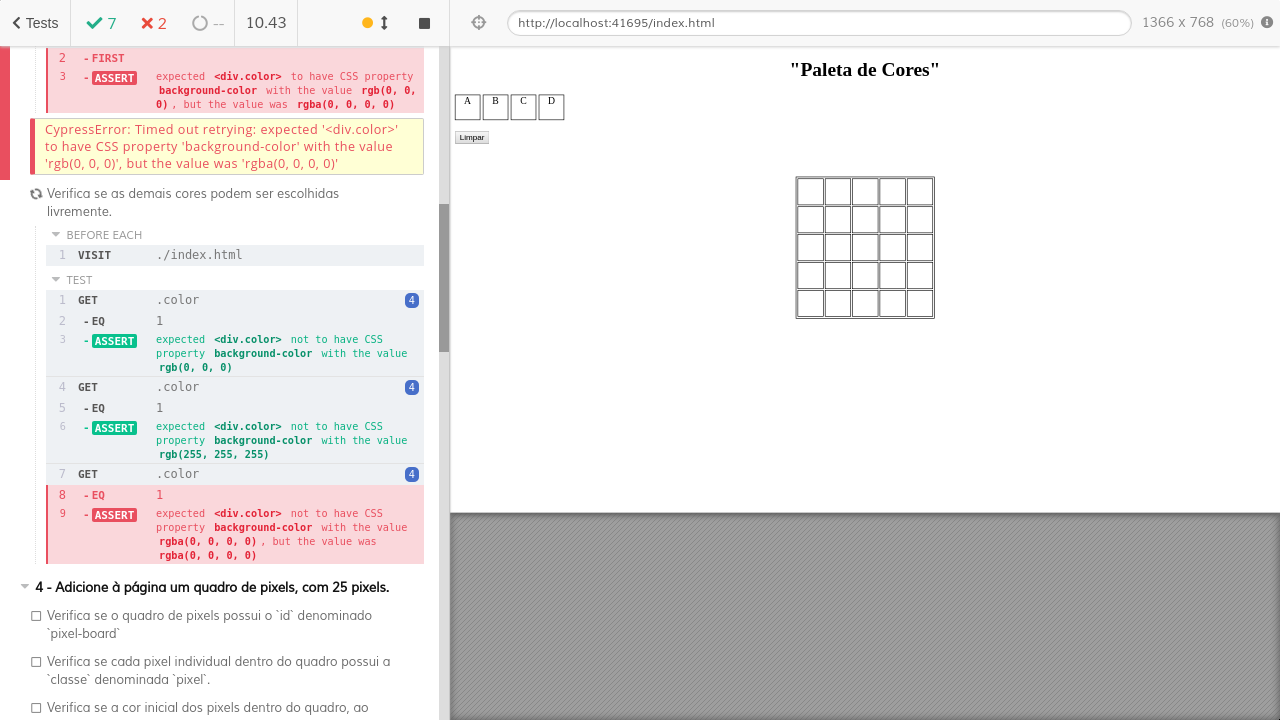 Tests
7
2
--
10.43
http://localhost:41695/index.html
1366 x 768 (60%)
2 - FIRST
3 - ASSERT expected <div.color> to have CSS property
background-color with the value rgb(0, 0,
0), but the value was rgba(0, 0, 0, 0)
CypressError: Timed out retrying: expected '<div.color>'
to have CSS property 'background-color' with the value
'rgb(0, 0, 0)', but the value was 'rgba(0, 0, 0, 0)'
Verifica se as demais cores podem ser escolhidas
livremente.
BEFORE EACH
1 VISIT ./index.html
TEST
1 GET .color 4
2 - EQ 1
3 - ASSERT expected <div.color> not to have CSS
property background-color with the value
rgb(0, 0, 0)
4 GET .color 4
5 - EQ 1
6 - ASSERT expected <div.color> not to have CSS
property background-color with the value
rgb(255, 255, 255)
7 GET .color 4
8 - EQ 1
9 - ASSERT expected <div.color> not to have CSS
property background-color with the value
rgba(0, 0, 0, 0), but the value was
rgba(0, 0, 0, 0)
4 - Adicione à página um quadro de pixels, com 25 pixels.
Verifica se o quadro de pixels possui o `id` denominado
`pixel-board`
Verifica se cada pixel individual dentro do quadro possui a
`classe` denominada `pixel`.
Verifica se a cor inicial dos pixels dentro do quadro, ao
"Paleta de Cores"
A B C D
Limpar